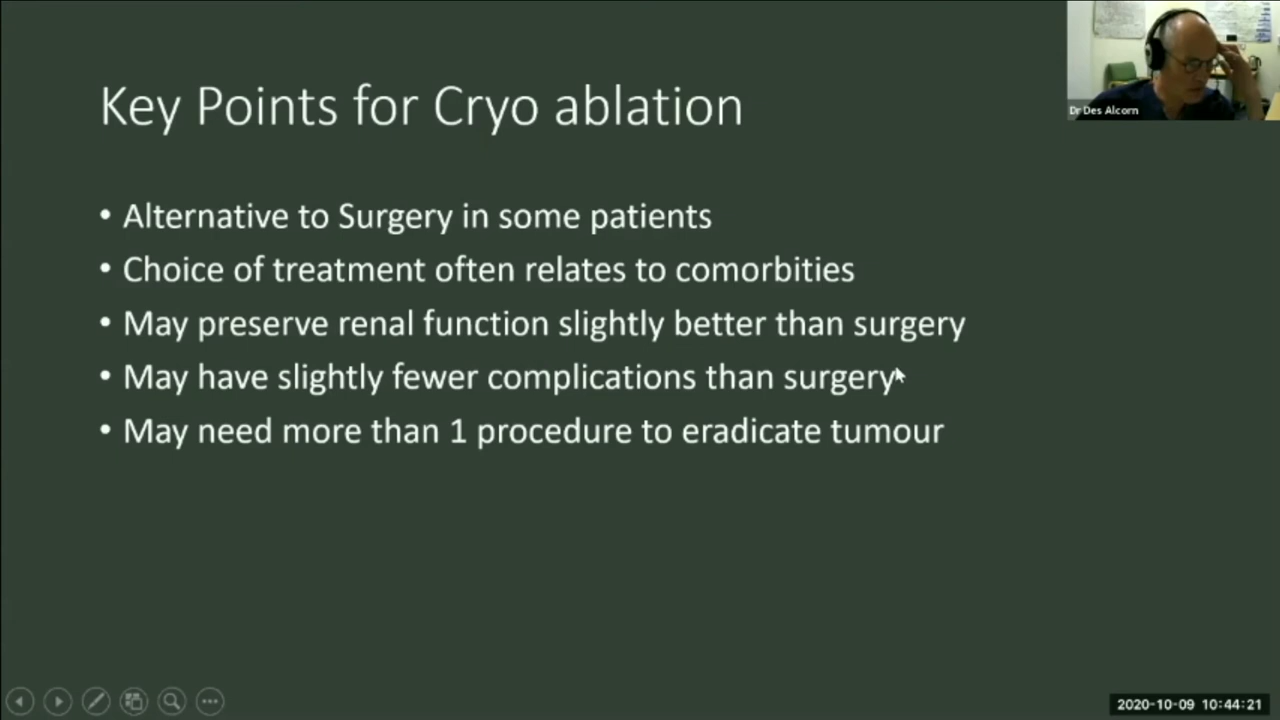 Key Points for Cryo ablation
Dr Des Alcorn
• Alternative to Surgery in some patients
• Choice of treatment often relates to comorbities
• May preserve renal function slightly better than surgery
• May have slightly fewer complications than surgery
• May need more than 1 procedure to eradicate tumour
2020-10-09 10:44:21